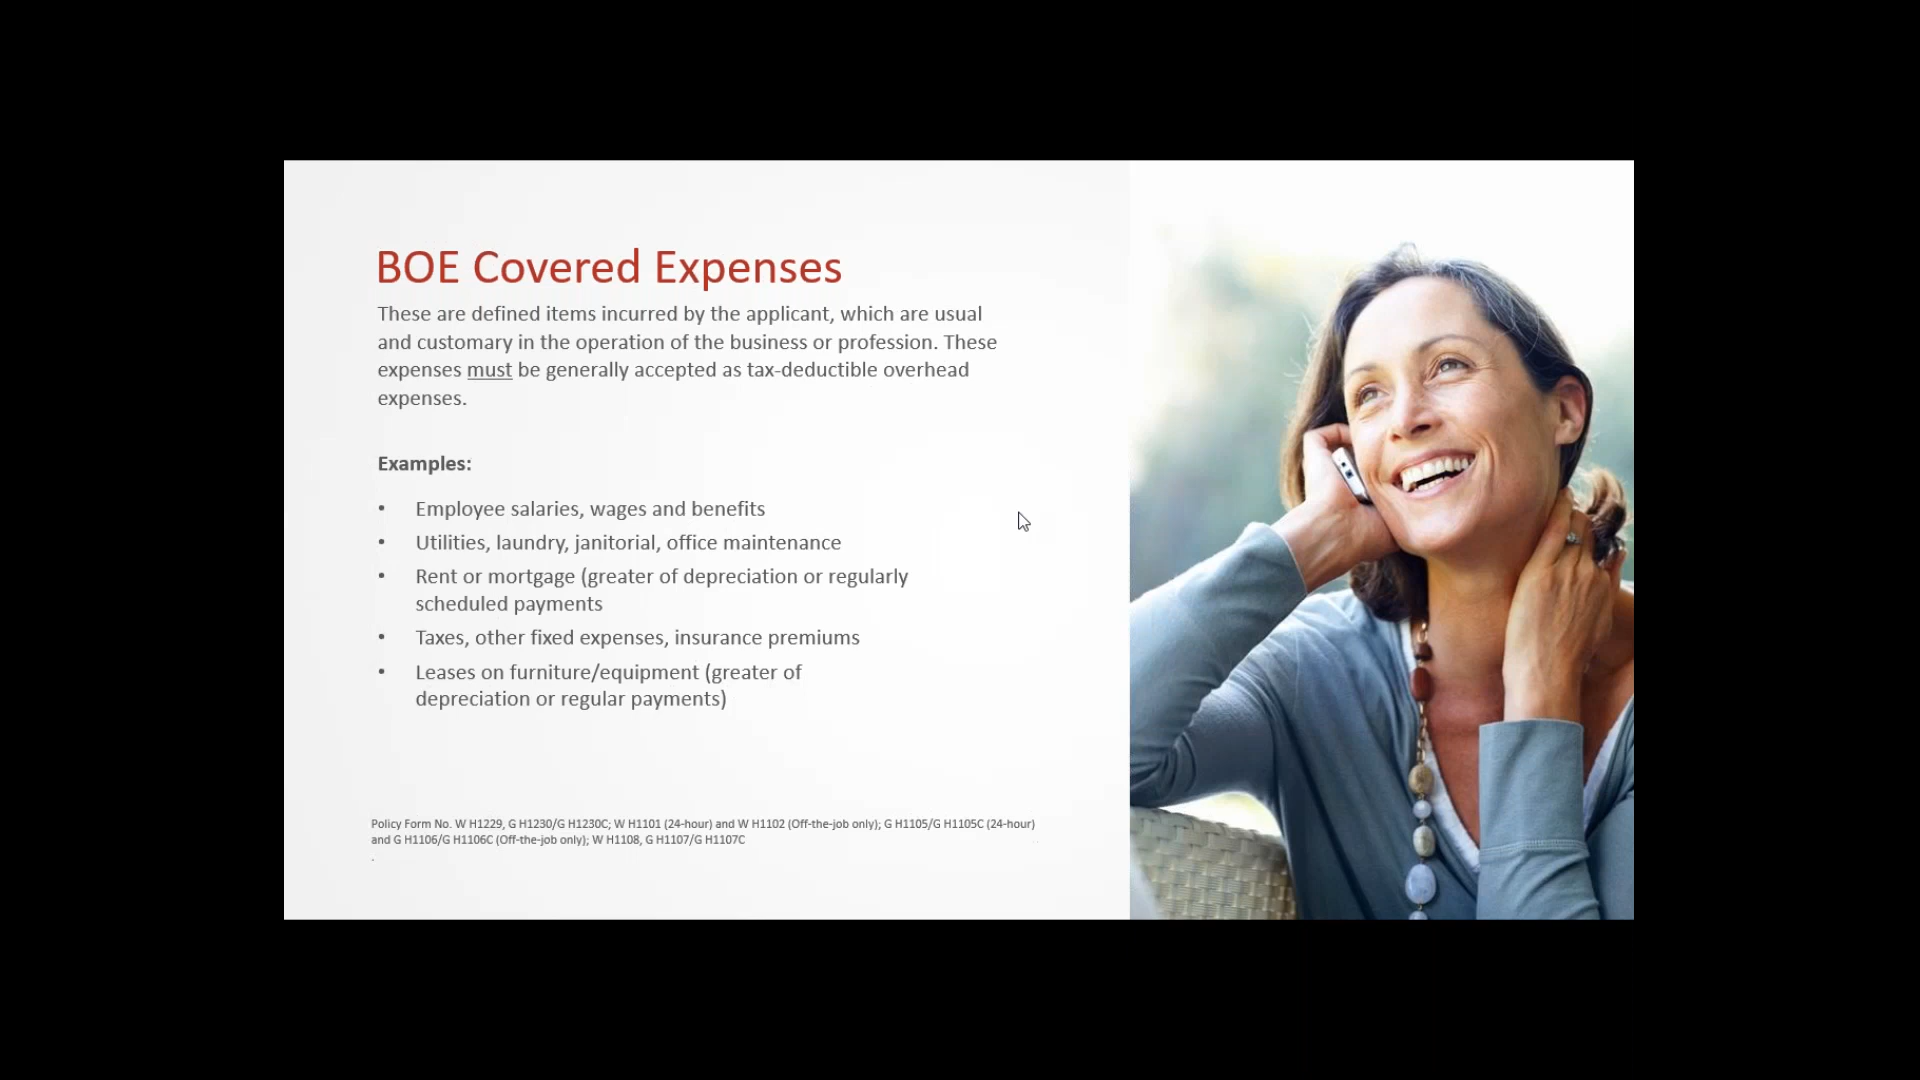 BOE Covered Expenses
These are defined items incurred by the applicant, which are usual
and customary in the operation of the business or profession. These
expenses must be generally accepted as tax-deductible overhead
expenses.
Examples:
• Employee salaries, wages and benefits
• Utilities, laundry, janitorial, office maintenance
• Rent or mortgage (greater of depreciation or regularly
scheduled payments
• Taxes, other fixed expenses, insurance premiums
• Leases on furniture/equipment (greater of
depreciation or regular payments)
Policy Form No. W H1229, G H1230/G H1230C; W H1101 (24-hour) and W H1102 (Off-the-job only); G H1105/G H1105C (24-hour)
and G H1106/G H1106C (Off-the-job only); W H1108, G H1107/G H1107C
.